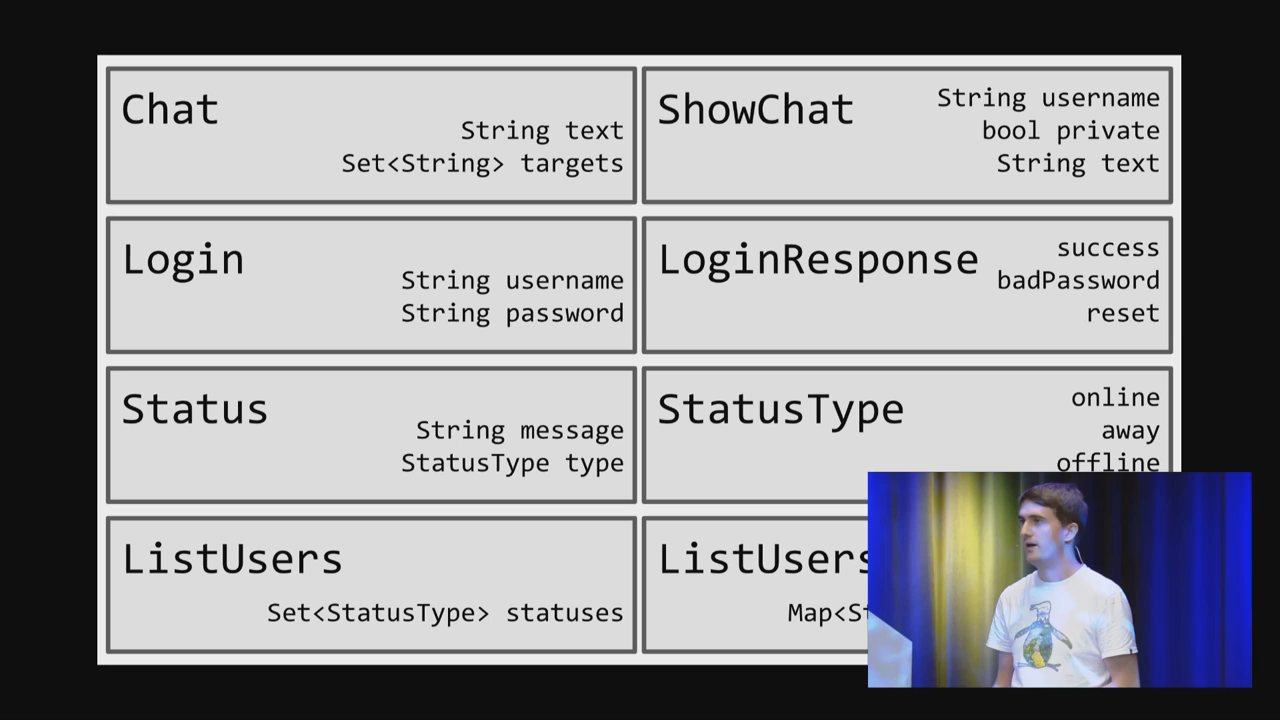 Chat
String text
Set<String> targets
ShowChat
String username
bool private
String text
Login
String username
String password
LoginResponse
success
badPassword
reset
Status
String message
StatusType type
StatusType
online
away
offline
ListUsers
Set<StatusType> statuses